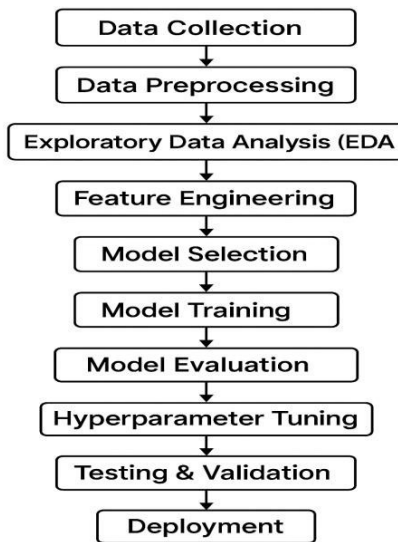 Data Collection
Data Preprocessing
Exploratory Data Analysis (EDA
Feature Engineering
Model Selection
Model Training
Model Evaluation
Hyperparameter Tuning
Testing & Validation
Deployment